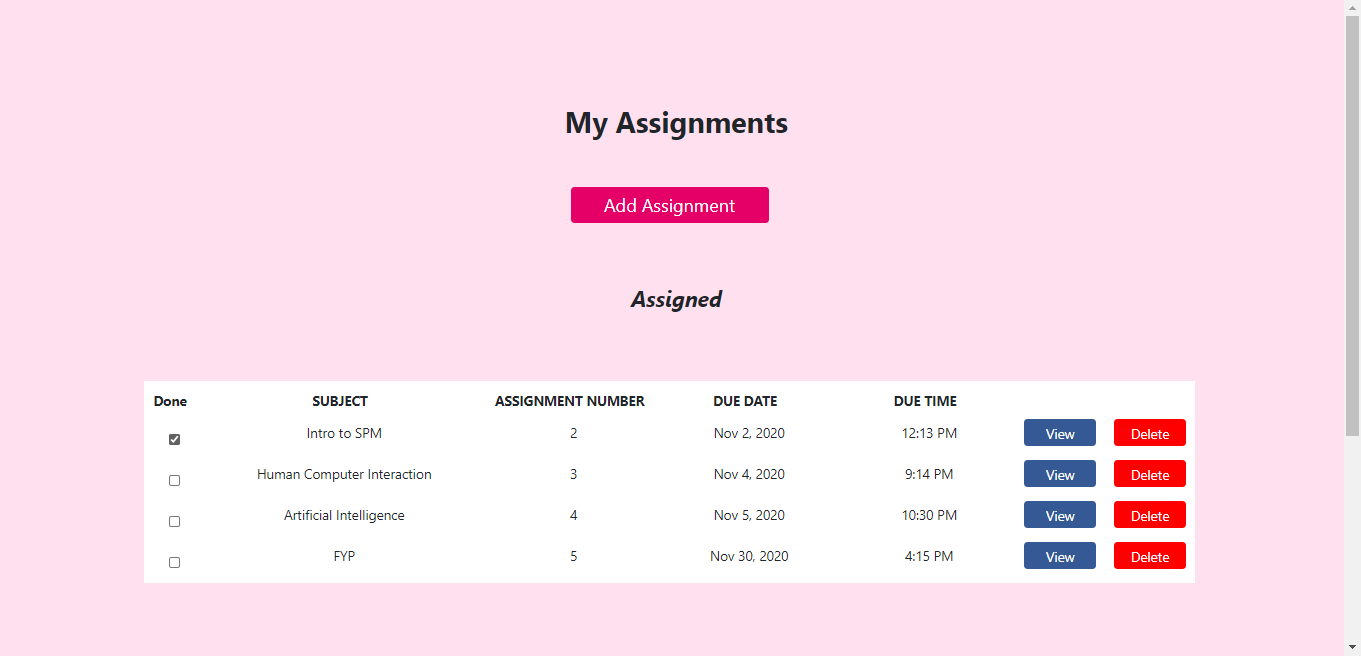 My Assignments
Add Assignment
Assigned
Done SUBJECT ASSIGNMENT NUMBER DUE DATE DUE TIME
Intro to SPM 2 Nov 2, 2020 12:13 PM View Delete
Human Computer Interaction 3 Nov 4, 2020 9:14 PM View Delete
Artificial Intelligence 4 Nov 5, 2020 10:30 PM View Delete
FYP 5 Nov 30, 2020 4:15 PM View Delete